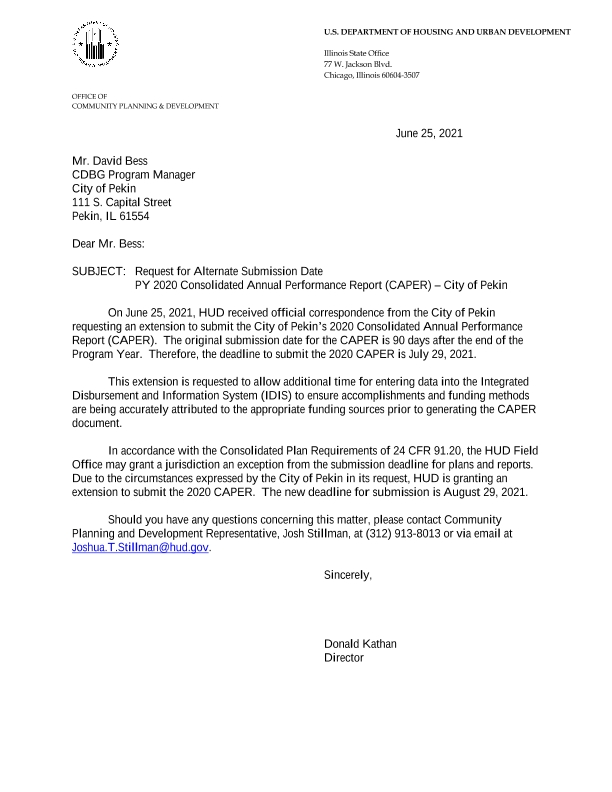 U.S. DEPARTMENT OF HOUSING AND URBAN DEVELOPMENT
Illinois State Office
77 W. Jackson Blvd.
Chicago, Illinois 60604-3507
OFFICE OF
COMMUNITY PLANNING & DEVELOPMENT
June 25, 2021
Mr. David Bess
CDBG Program Manager
City of Pekin
111 S. Capital Street
Pekin, IL 61554
Dear Mr. Bess:
SUBJECT: Request for Alternate Submission Date
PY 2020 Consolidated Annual Performance Report (CAPER) – City of Pekin
On June 25, 2021, HUD received official correspondence from the City of Pekin
requesting an extension to submit the City of Pekin's 2020 Consolidated Annual Performance
Report (CAPER). The original submission date for the CAPER is 90 days after the end of the
Program Year. Therefore, the deadline to submit the 2020 CAPER is July 29, 2021.
This extension is requested to allow additional time for entering data into the Integrated
Disbursement and Information System (IDIS) to ensure accomplishments and funding methods
are being accurately attributed to the appropriate funding sources prior to generating the CAPER
document.
In accordance with the Consolidated Plan Requirements of 24 CFR 91.20, the HUD Field
Office may grant a jurisdiction an exception from the submission deadline for plans and reports.
Due to the circumstances expressed by the City of Pekin in its request, HUD is granting an
extension to submit the 2020 CAPER. The new deadline for submission is August 29, 2021.
Should you have any questions concerning this matter, please contact Community
Planning and Development Representative, Josh Stillman, at (312) 913-8013 or via email at
Joshua.T.Stillman@hud.gov.
Sincerely,
Donald Kathan
Director